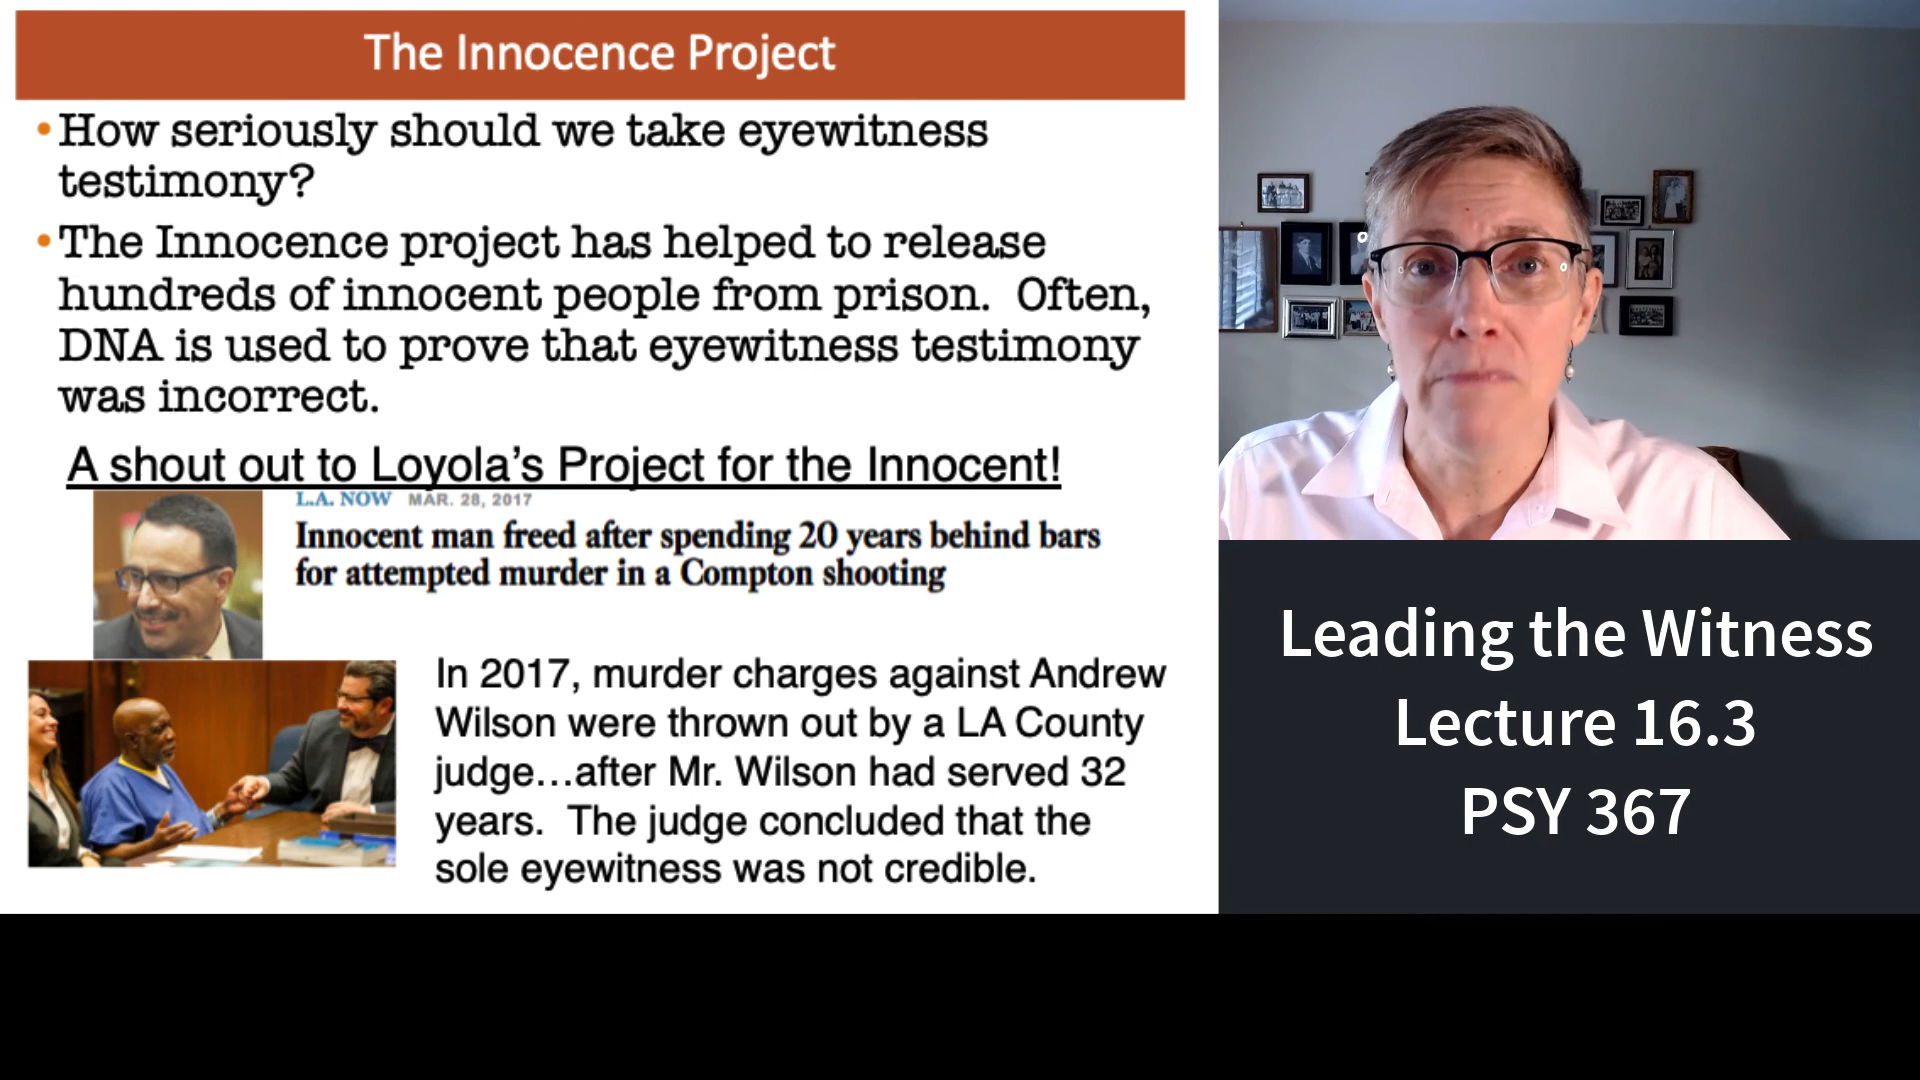 The Innocence Project
•How seriously should we take eyewitness
testimony?
•The Innocence project has helped to release
hundreds of innocent people from prison. Often,
DNA is used to prove that eyewitness testimony
was incorrect.
A shout out to Loyola's Project for the Innocent!
L.A. NOW MAR. 28, 2017
Innocent man freed after spending 20 years behind bars
for attempted murder in a Compton shooting
In 2017, murder charges against Andrew
Wilson were thrown out by a LA County
judge…after Mr. Wilson had served 32
years. The judge concluded that the
sole eyewitness was not credible.
Leading the Witness
Lecture 16.3
PSY 367